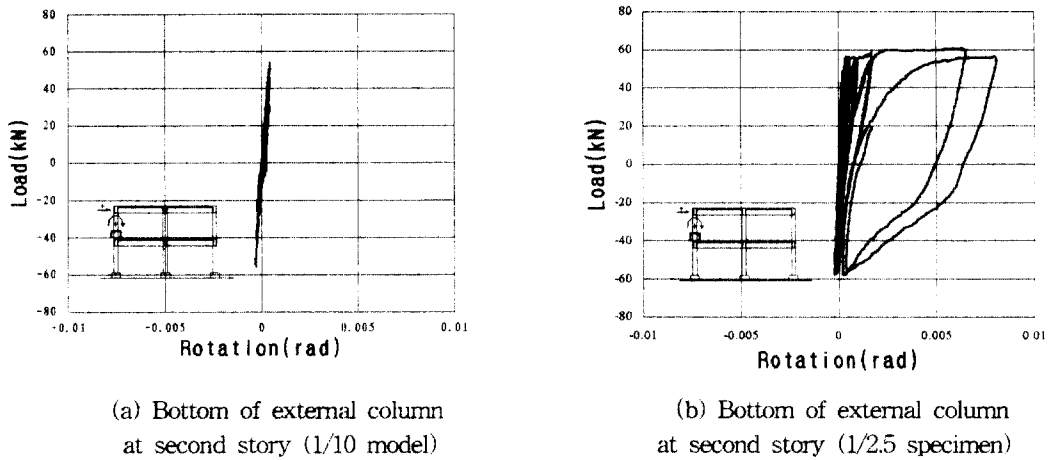 80
60
40
20
0
-20
-40
-60
-80
-0.01 -0.005 0 0.005 0.01
Load(kN)
Rotation(rad)
(a) Bottom of external column
at second story (1/10 model)
80
60
40
20
0
-20
-40
-60
-80
-0.01 -0.005 0 0.005 0.01
Load(kN)
Rotation(rad)
(b) Bottom of external column
at second story (1/2.5 specimen)